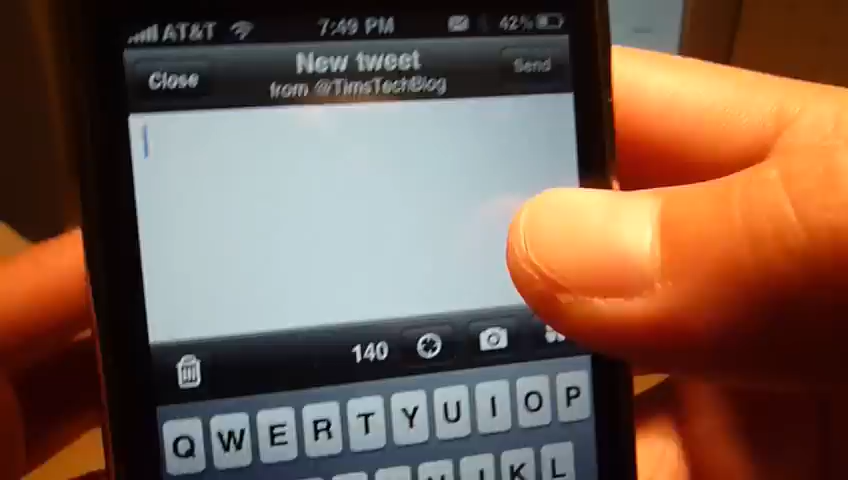 AT&T 7:49 PM 42%
New tweet
Close Send
from @TimsTechBlog
140
Q W E R T Y U I O P
J K L